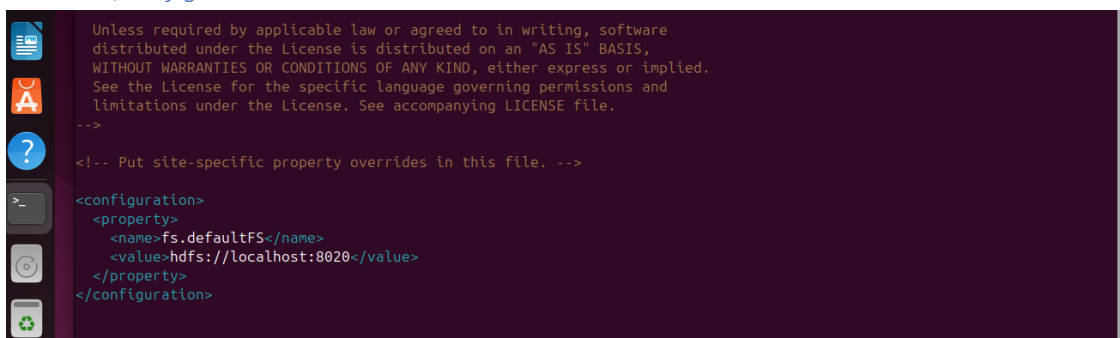 Unless required by applicable law or agreed to in writing, software
distributed under the License is distributed on an "AS IS" BASIS,
WITHOUT WARRANTIES OR CONDITIONS OF ANY KIND, either express or implied.
See the License for the specific language governing permissions and
limitations under the License. See accompanying LICENSE file.
-->
<!-- Put site-specific property overrides in this file. -->
<configuration>
<property>
<name>fs.defaultFS</name>
<value>hdfs://localhost:8020</value>
</property>
</configuration>